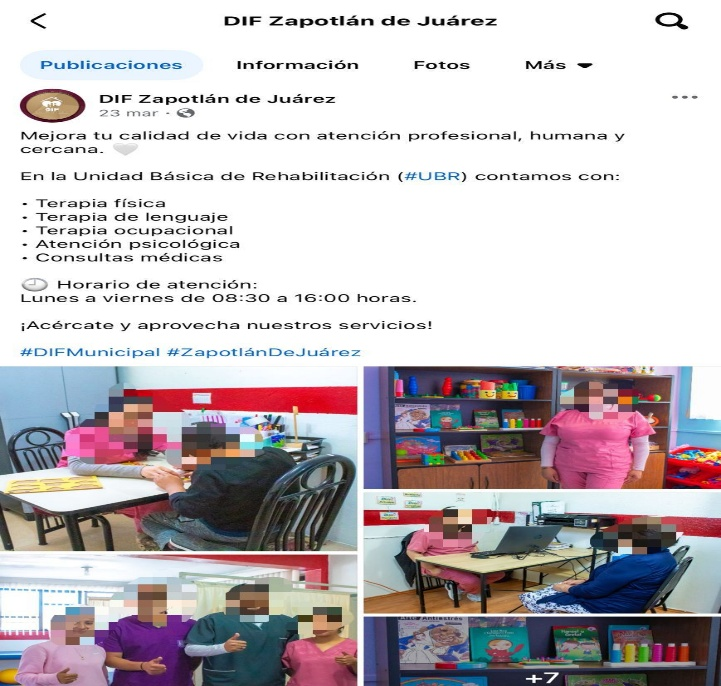 DIF Zapotlán de Juárez
Publicaciones
Información
Fotos
Más
DIF Zapotlán de Juárez
23 mar ·
Mejora tu calidad de vida con atención profesional, humana y
cercana. 🤍
En la Unidad Básica de Rehabilitación (#UBR) contamos con:
• Terapia física
• Terapia de lenguaje
• Terapia ocupacional
• Atención psicológica
• Consultas médicas
🕘 Horario de atención:
Lunes a viernes de 08:30 a 16:00 horas.
¡Acércate y aprovecha nuestros servicios!
#DIFMunicipal #ZapotlánDeJuárez
+7